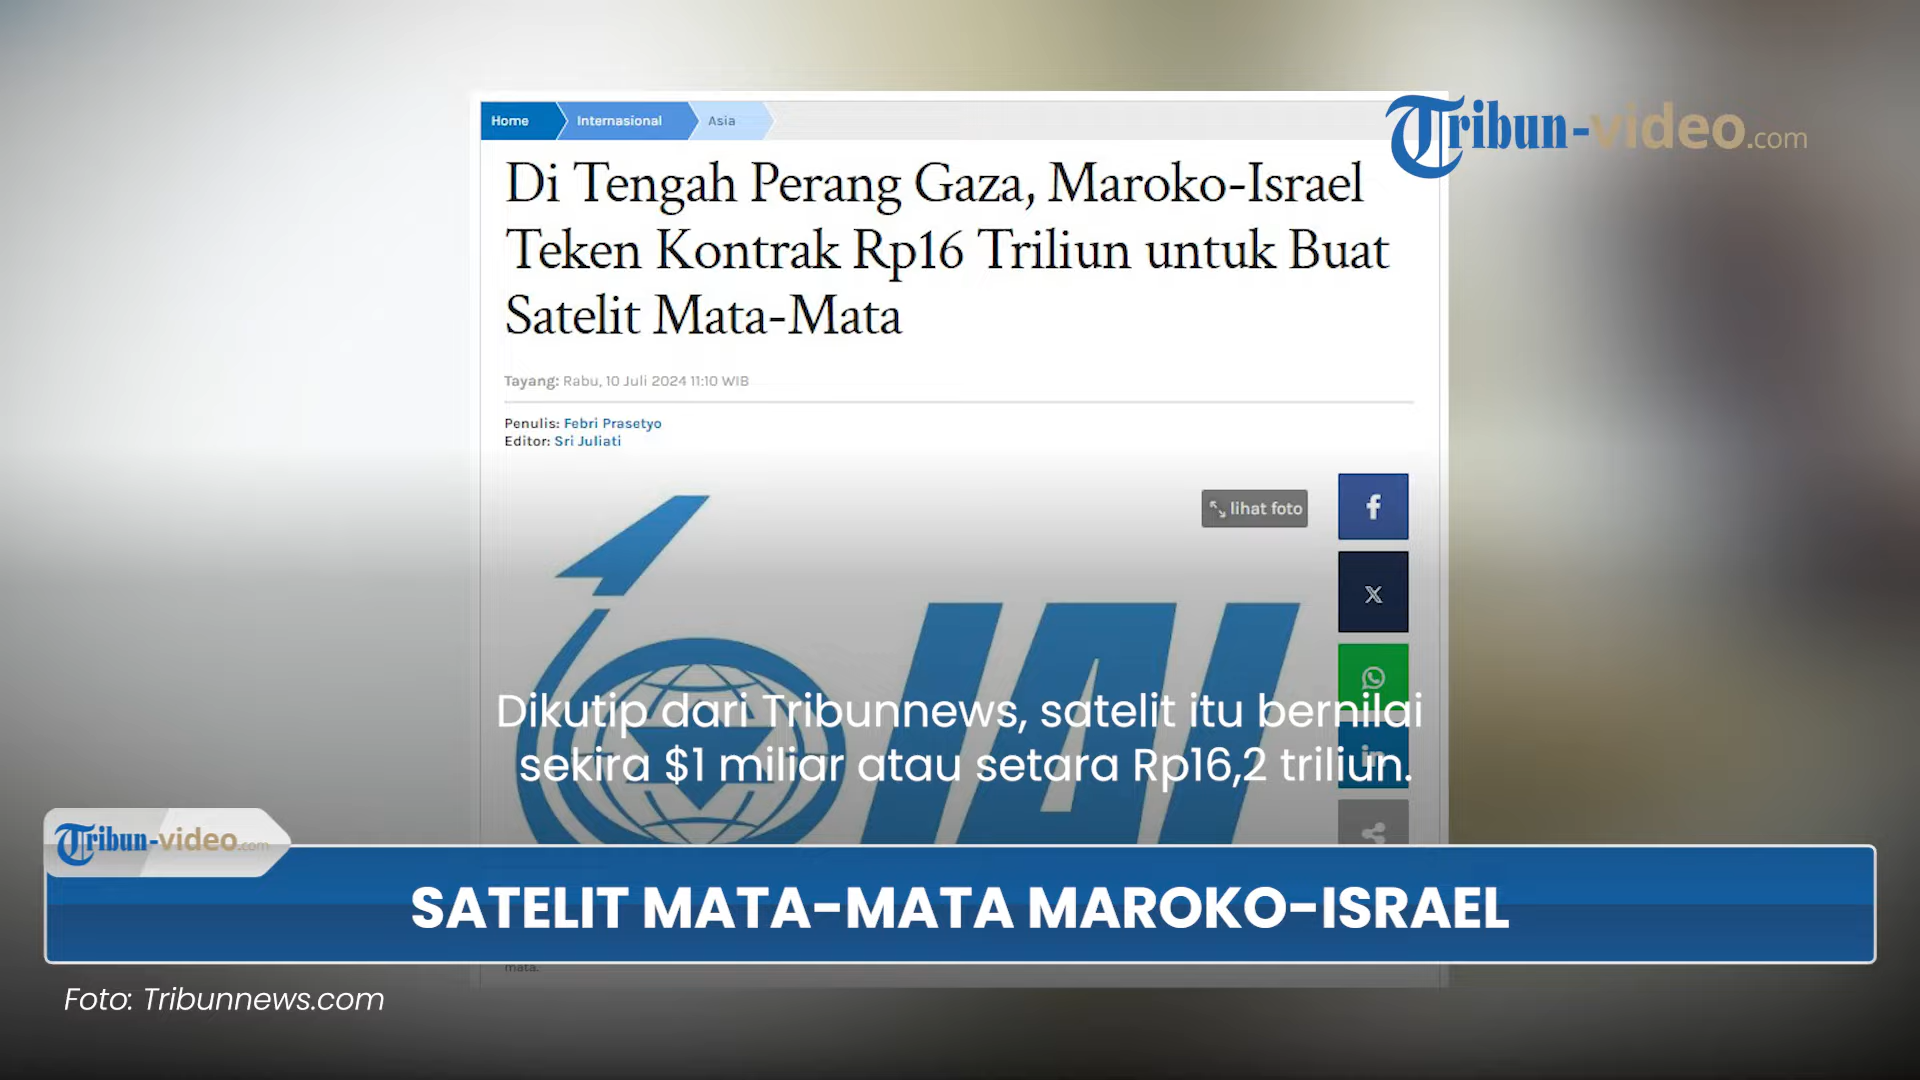 Home Internasional Asia
Tribun-video.com
Di Tengah Perang Gaza, Maroko-Israel
Teken Kontrak Rp16 Triliun untuk Buat
Satelit Mata-Mata
Tayang: Rabu, 10 Juli 2024 11:10 WIB
Penulis: Febri Prasetyo
Editor: Sri Juliati
lihat foto
f
X
in
IAI
Dikutip dari Tribunnews, satelit itu bernilai
sekira $1 miliar atau setara Rp16,2 triliun.
Tribun-video.com
SATELIT MATA-MATA MAROKO-ISRAEL
mata.
Foto: Tribunnews.com